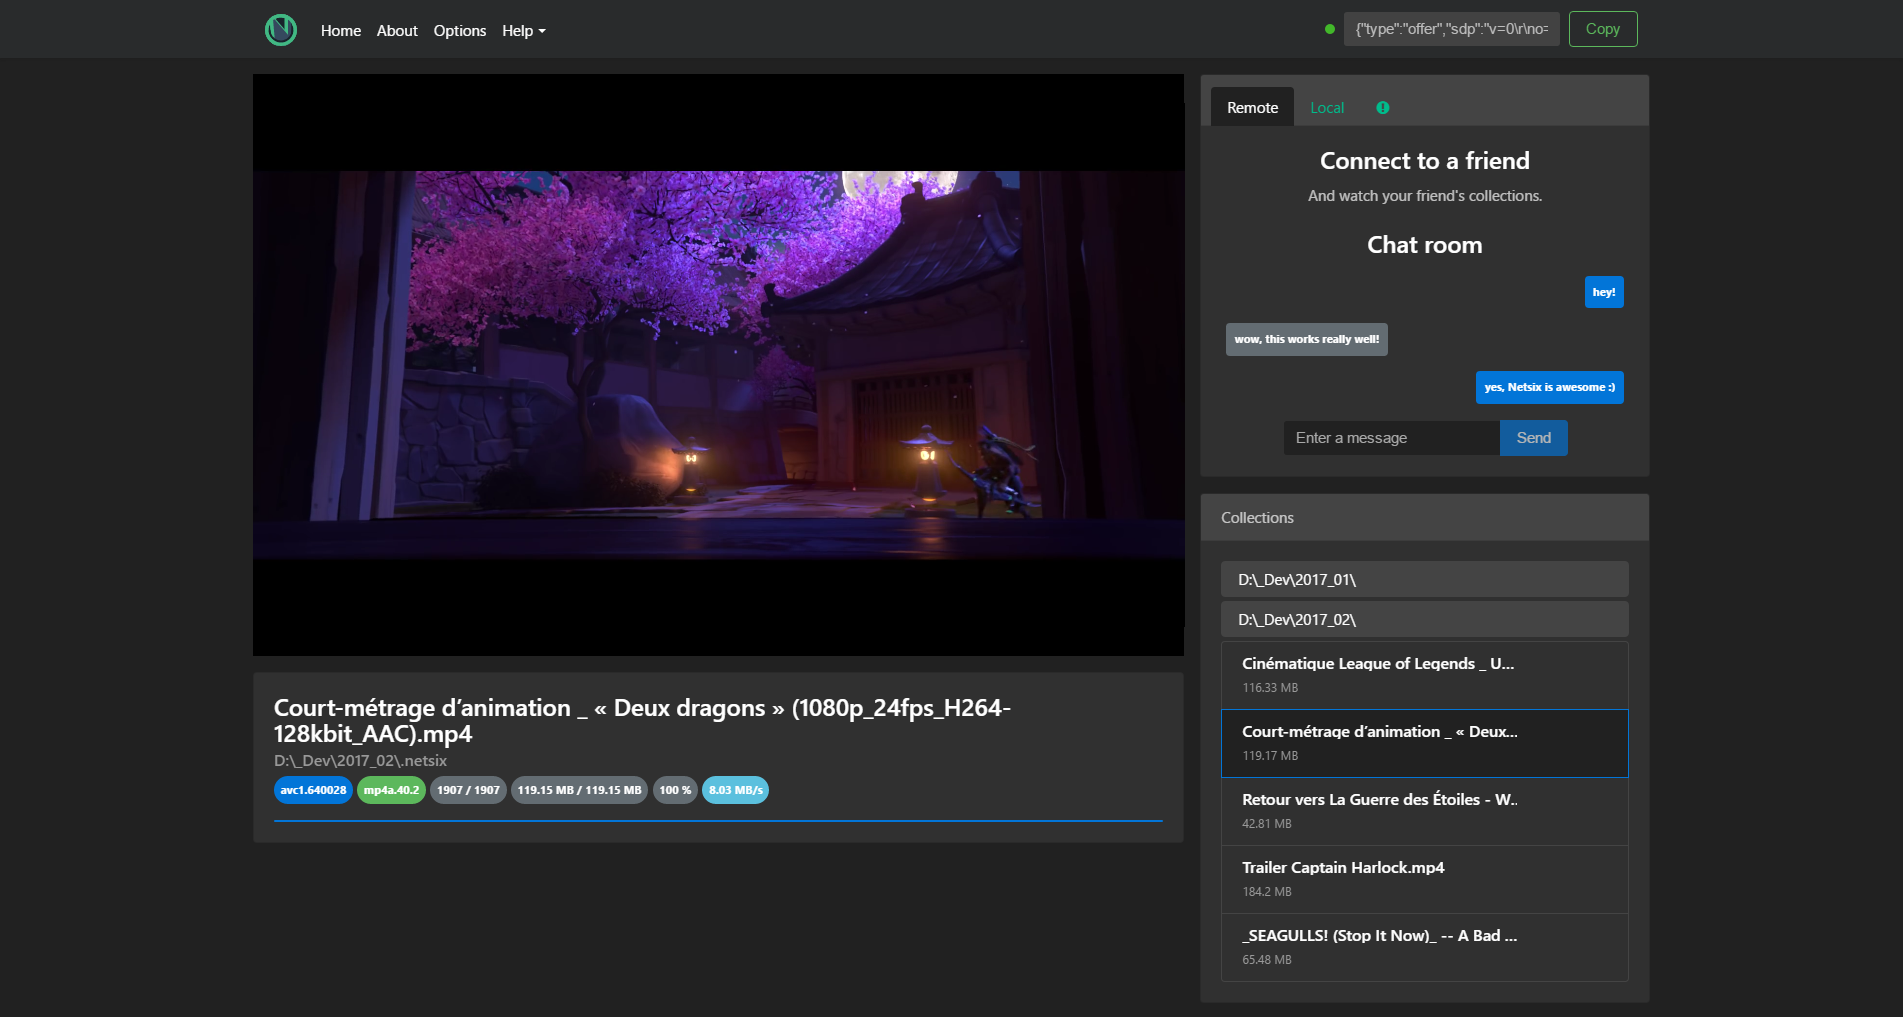 Home About Options Help
{"type":"offer","sdp":"v=0\r\no=
Copy
Remote Local
Connect to a friend
And watch your friend's collections.
Chat room
hey!
wow, this works really well!
yes, Netsix is awesome :)
Enter a message Send
Court-métrage d’animation _ « Deux dragons » (1080p_24fps_H264-
128kbit_AAC).mp4
D:\_Dev\2017_02\.netsix
avc1.640028 mp4a.40.2 1907 / 1907 119.15 MB / 119.15 MB 100 % 8.03 MB/s
Collections
D:\_Dev\2017_01\
D:\_Dev\2017_02\
Cinématique League of Legends _ U...
116.33 MB
Court-métrage d’animation _ « Deux...
119.17 MB
Retour vers La Guerre des Étoiles - W..
42.81 MB
Trailer Captain Harlock.mp4
184.2 MB
_SEAGULLS! (Stop It Now)_ -- A Bad ...
65.48 MB